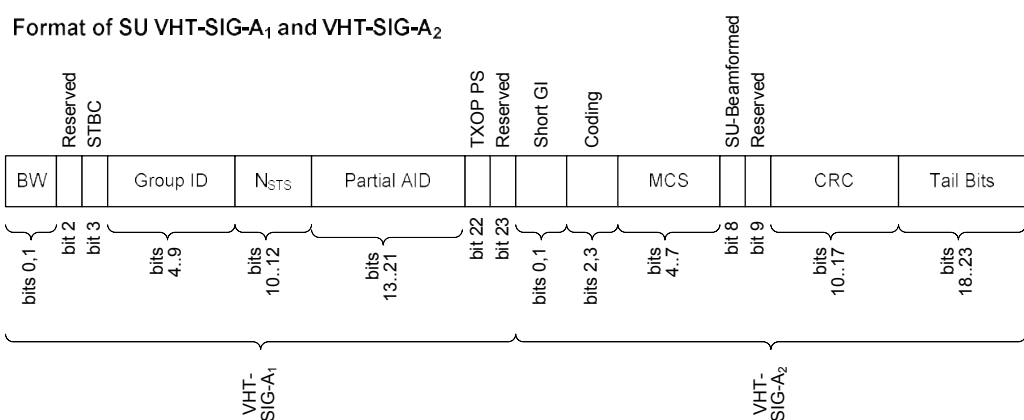 Format of SU VHT-SIG-A₁ and VHT-SIG-A₂
Reserved
STBC
TXOP PS
Reserved
Short GI
Coding
SU-Beamformed
Reserved
BW
Group ID
N_STS
Partial AID
MCS
CRC
Tail Bits
bits 0,1
bit 2
bit 3
bits
4..9
bits
10..12
bits
13..21
bit 22
bit 23
bits 0,1
bits 2,3
bits
4..7
bit 8
bit 9
bits
10..17
bits
18..23
VHT-
SIG-A₁
VHT-
SIG-A₂